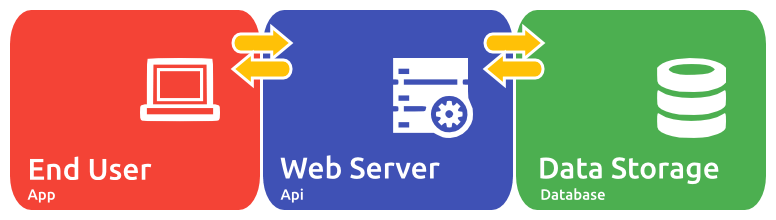 End User
App
Web Server
Api
Data Storage
Database